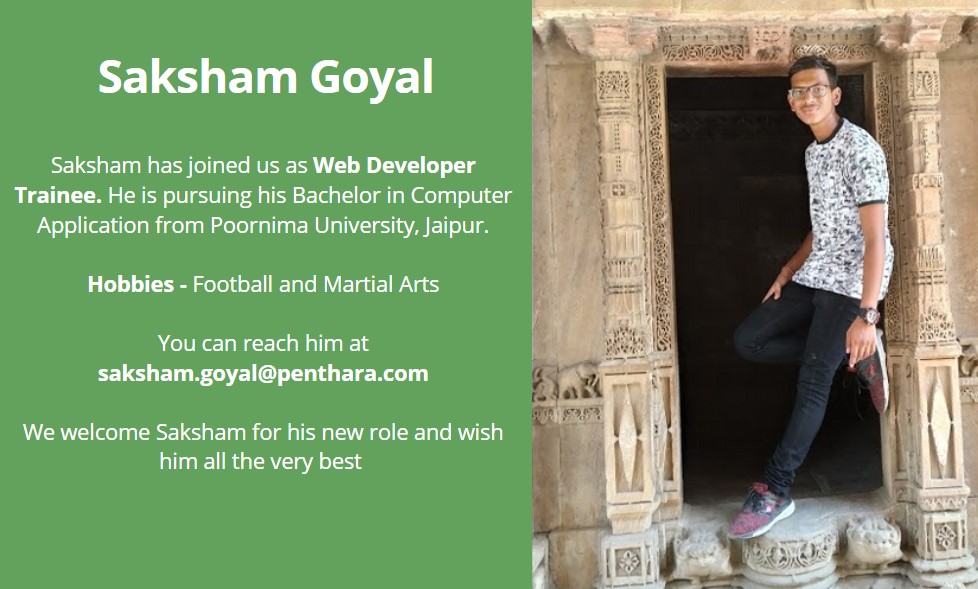 Saksham Goyal
Saksham has joined us as Web Developer
Trainee. He is pursuing his Bachelor in Computer
Application from Poornima University, Jaipur.
Hobbies - Football and Martial Arts
You can reach him at
saksham.goyal@penthara.com
We welcome Saksham for his new role and wish
him all the very best